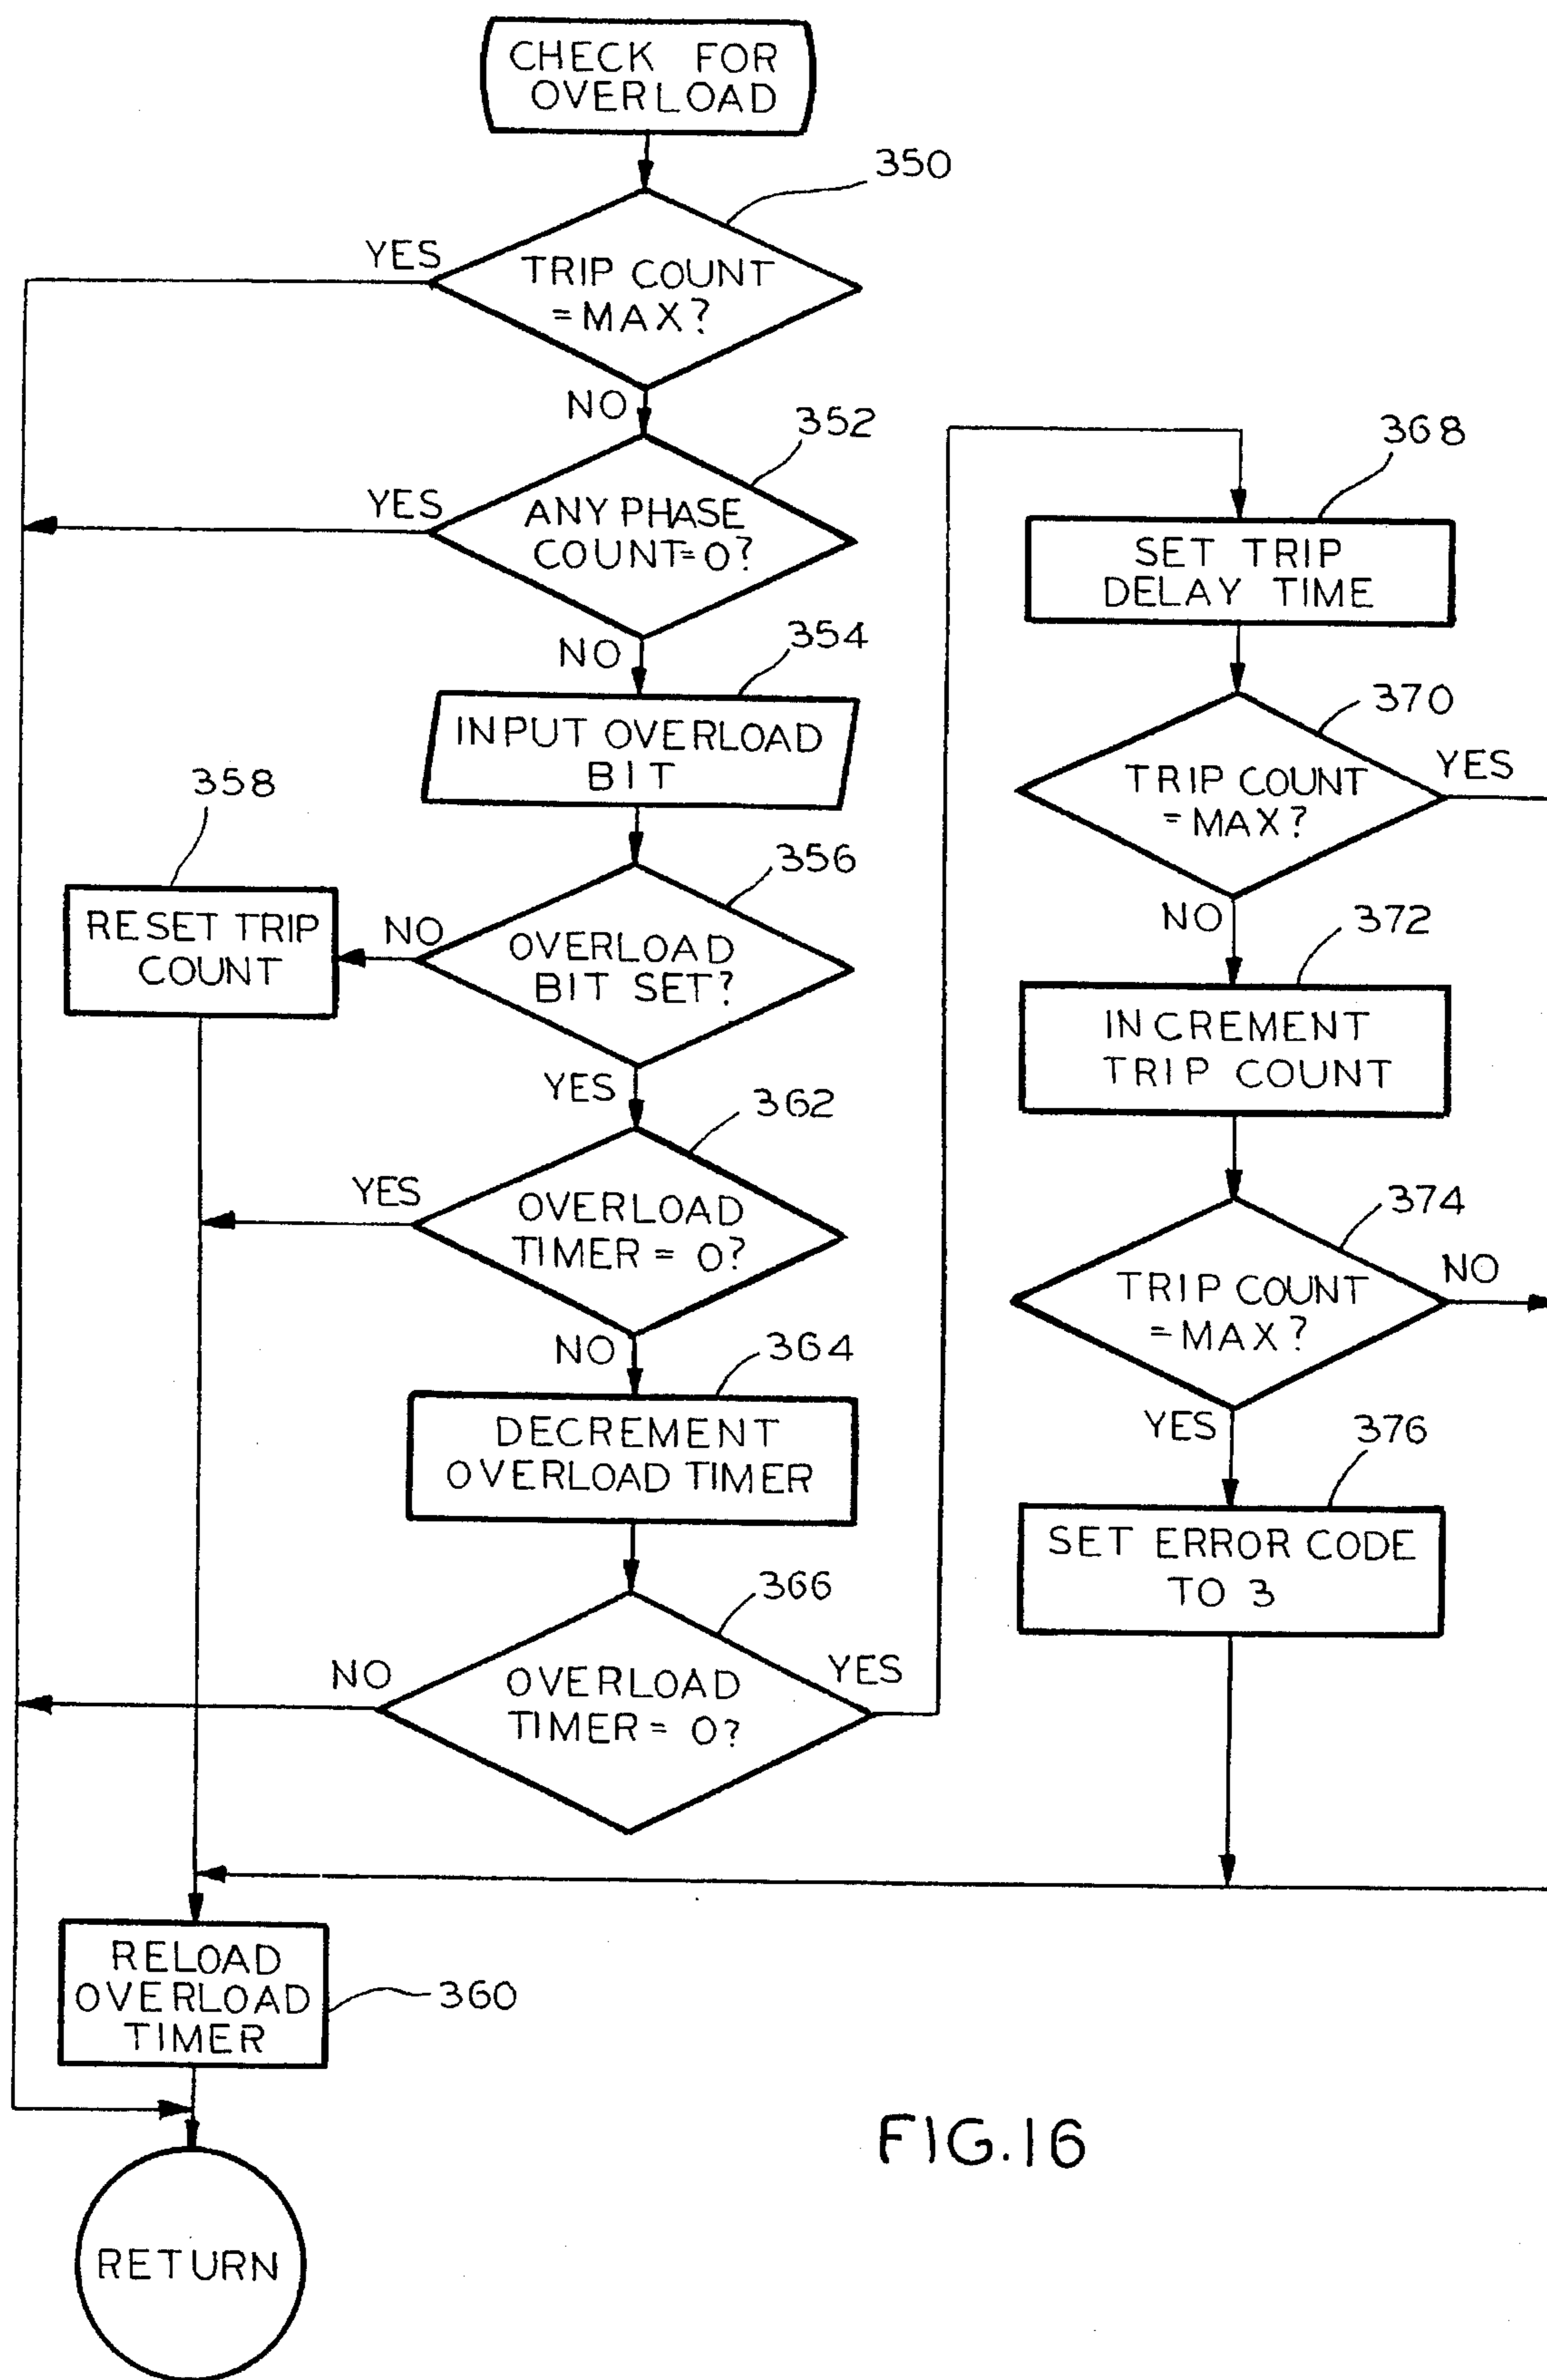 CHECK FOR
OVERLOAD
350
YES
TRIP COUNT
=MAX?
NO
352
YES
ANY PHASE
COUNT=0?
NO
354
INPUT OVERLOAD
BIT
358
RESET TRIP
COUNT
NO
356
OVERLOAD
BIT SET?
YES
362
YES
OVERLOAD
TIMER = 0?
NO
364
DECREMENT
OVERLOAD TIMER
366
NO
OVERLOAD
TIMER = 0?
YES
368
SET TRIP
DELAY TIME
370
TRIP COUNT
=MAX?
YES
NO
372
INCREMENT
TRIP COUNT
374
TRIP COUNT
=MAX?
NO
YES
376
SET ERROR CODE
TO 3
RELOAD
OVERLOAD
TIMER
360
RETURN
FIG.16